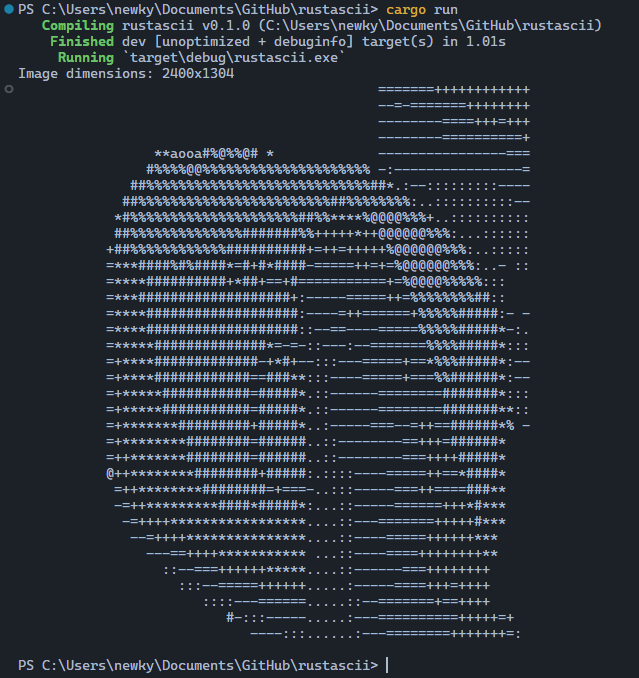 PS C:\Users\newky\Documents\GitHub\rustascii> cargo run
Compiling rustascii v0.1.0 (C:\Users\newky\Documents\GitHub\rustascii)
Finished dev [unoptimized + debuginfo] target(s) in 1.01s
Running `target\debug\rustascii.exe`
Image dimensions: 2400x1304
PS C:\Users\newky\Documents\GitHub\rustascii>